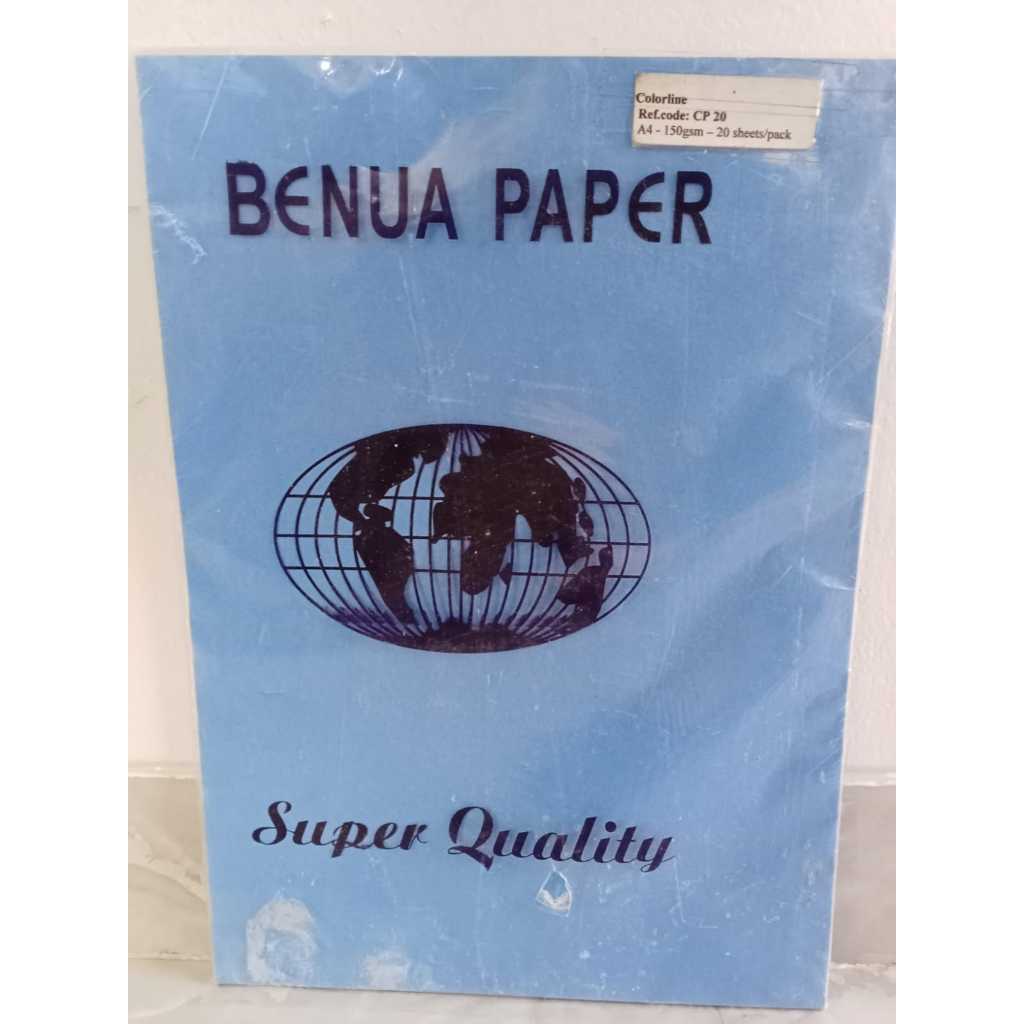 Colorline
Ref.code: CP 20
A4 - 150gsm – 20 sheets/pack
BENUA PAPER
Super Quality